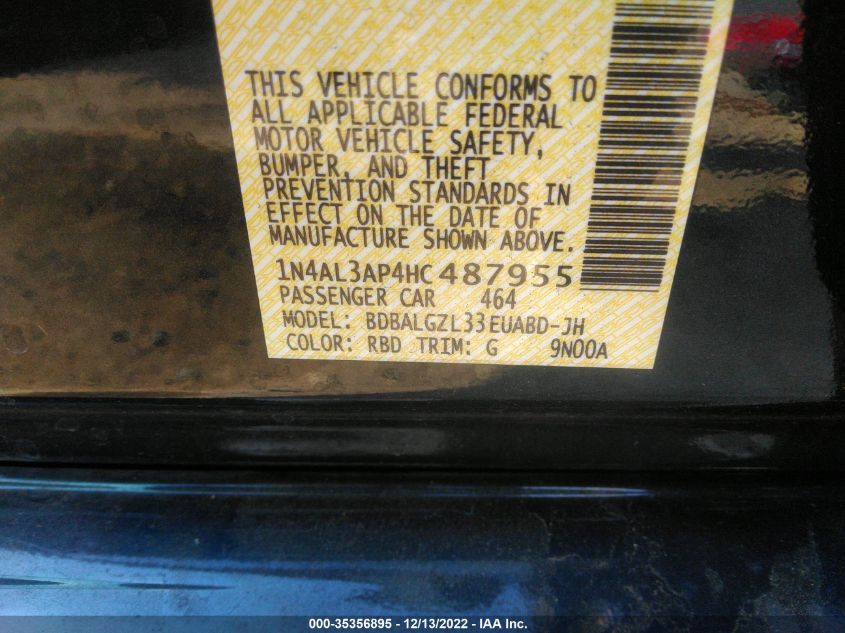 THIS VEHICLE CONFORMS TO
ALL APPLICABLE FEDERAL
MOTOR VEHICLE SAFETY,
BUMPER, AND THEFT
PREVENTION STANDARDS IN
EFFECT ON THE DATE OF
MANUFACTURE SHOWN ABOVE.
1N4AL3AP4HC487955
PASSENGER CAR 464
MODEL: BDBALGZL33EUABD-JH
COLOR: RBD TRIM: G 9N00A
000-35356895 - 12/13/2022 - IAA Inc.